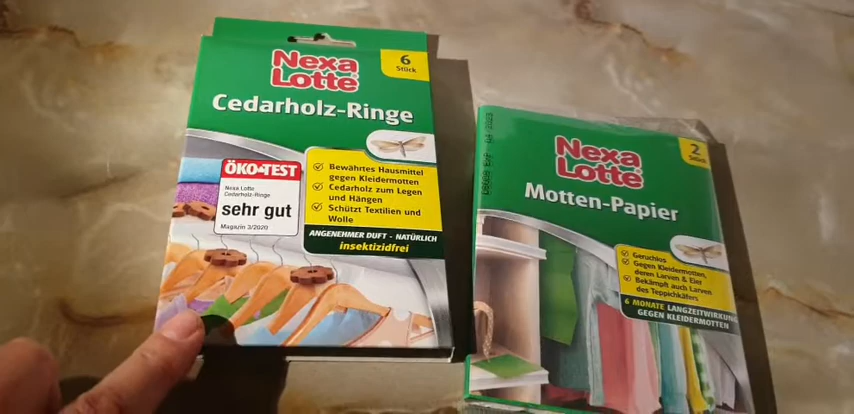 Nexa
Lotte
6
Stück
Cedarholz-Ringe
ÖKO-TEST
Nexa Lotte
Cedarholz-Ringe
sehr gut
Magazin 3/2020
Bewährtes Hausmittel
gegen Kleidermotten
Cedarholz zum Legen
und Hängen
Schützt Textilien und
Wolle
ANGENEHMER DUFT - NATÜRLICH
insektizidfrei
Nexa
Lotte
2
Stück
Motten-Papier
Geruchlos
Gegen Kleidermotten,
deren Larven & Eier
Bekämpft auch Larven
des Teppichkäfers
6 MONATE LANGZEITWIRKUNG
GEGEN KLEIDERMOTTEN